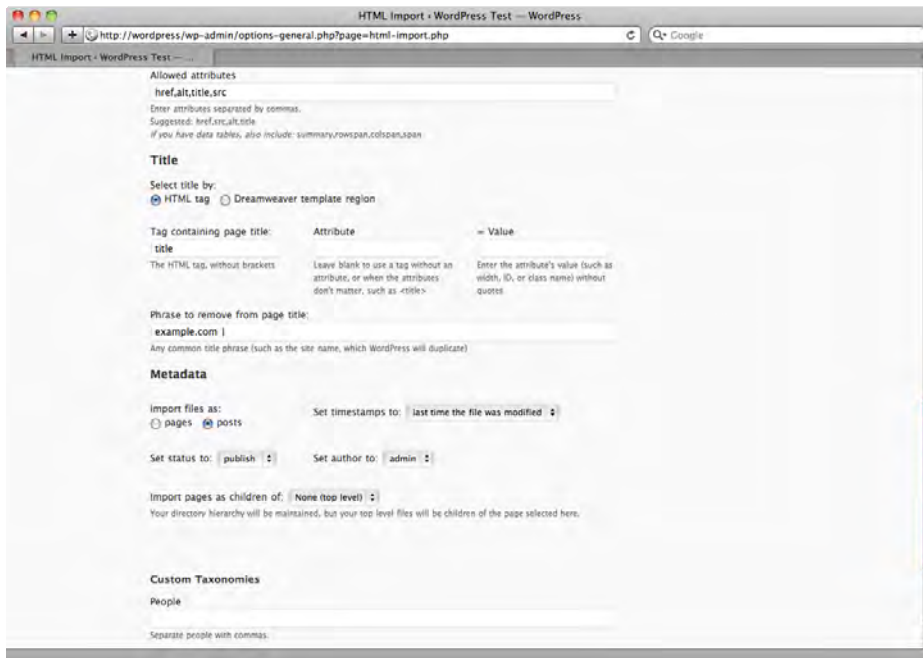 HTML Import ‹ WordPress Test — WordPress
http://wordpress/wp-admin/options-general.php?page=html-import.php
Google
HTML Import ‹ WordPress Test — ...
Allowed attributes
href,alt,title,src
Enter attributes separated by commas.
Suggested: href,src,alt,title
If you have data tables, also include: summary,rowspan,colspan,span
Title
Select title by:
HTML tag Dreamweaver template region
Tag containing page title: Attribute = Value
title
The HTML tag, without brackets Leave blank to use a tag without an Enter the attribute's value (such as
attribute, or when the attributes width, ID, or class name) without
don't matter, such as <title> quotes
Phrase to remove from page title:
example.com |
Any common title phrase (such as the site name, which WordPress will duplicate)
Metadata
Import files as: Set timestamps to: last time the file was modified
pages posts
Set status to: publish Set author to: admin
Import pages as children of: None (top level)
Your directory hierarchy will be maintained, but your top level files will be children of the page selected here.
Custom Taxonomies
People
Separate people with commas.